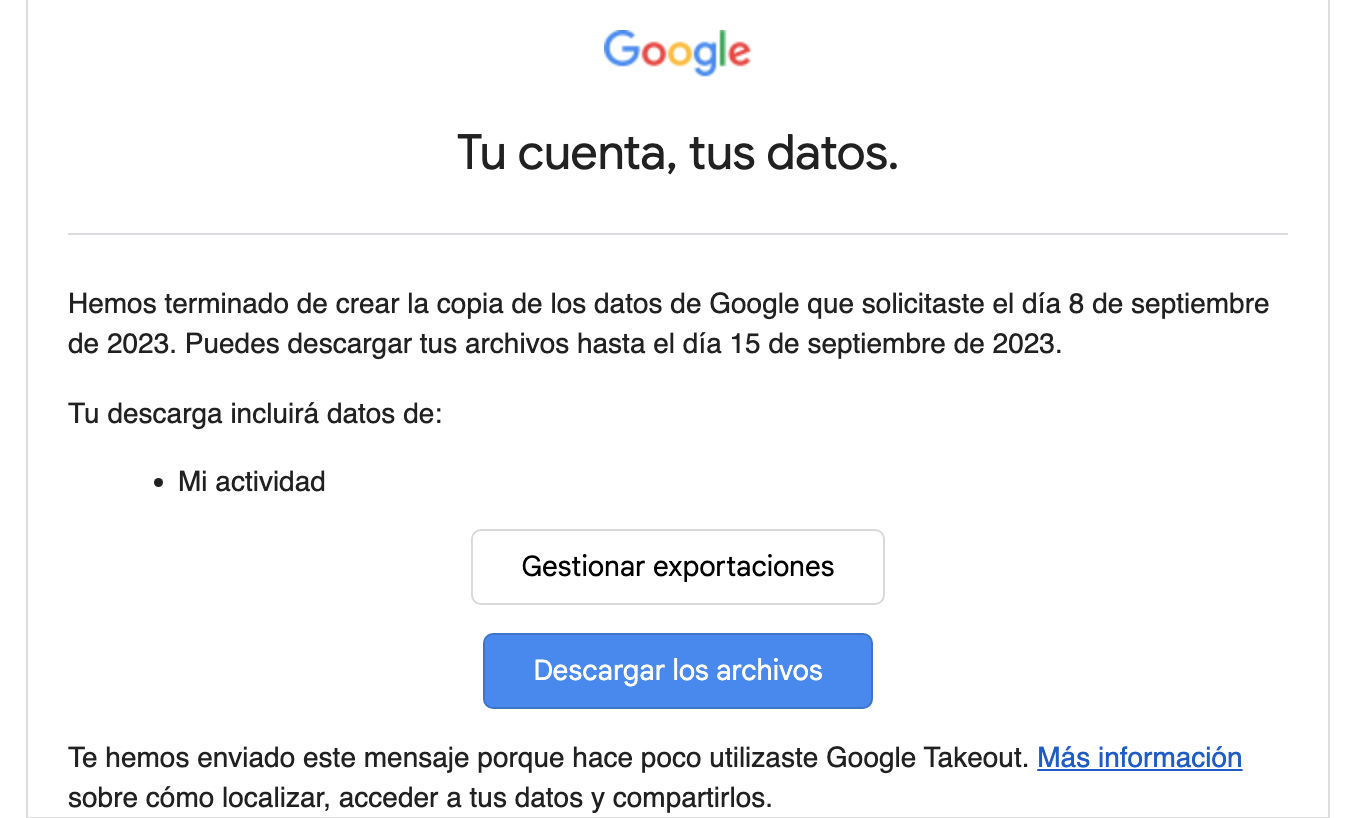 Google
Tu cuenta, tus datos.
Hemos terminado de crear la copia de los datos de Google que solicitaste el día 8 de septiembre
de 2023. Puedes descargar tus archivos hasta el día 15 de septiembre de 2023.
Tu descarga incluirá datos de:
• Mi actividad
Gestionar exportaciones
Descargar los archivos
Te hemos enviado este mensaje porque hace poco utilizaste Google Takeout. Más información
sobre cómo localizar, acceder a tus datos y compartirlos.